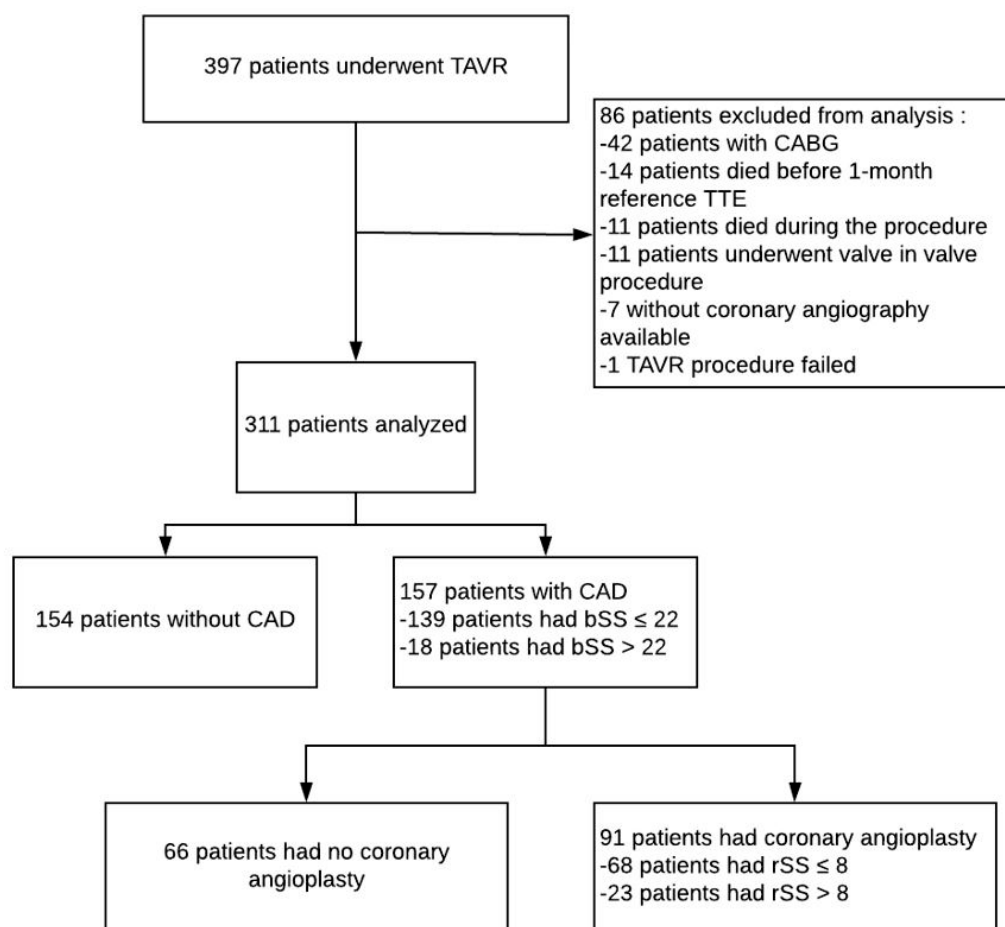 397 patients underwent TAVR
86 patients excluded from analysis :
-42 patients with CABG
-14 patients died before 1-month
reference TTE
-11 patients died during the procedure
-11 patients underwent valve in valve
procedure
-7 without coronary angiography
available
-1 TAVR procedure failed
311 patients analyzed
154 patients without CAD
157 patients with CAD
-139 patients had bSS ≤ 22
-18 patients had bSS > 22
66 patients had no coronary
angioplasty
91 patients had coronary angioplasty
-68 patients had rSS ≤ 8
-23 patients had rSS > 8